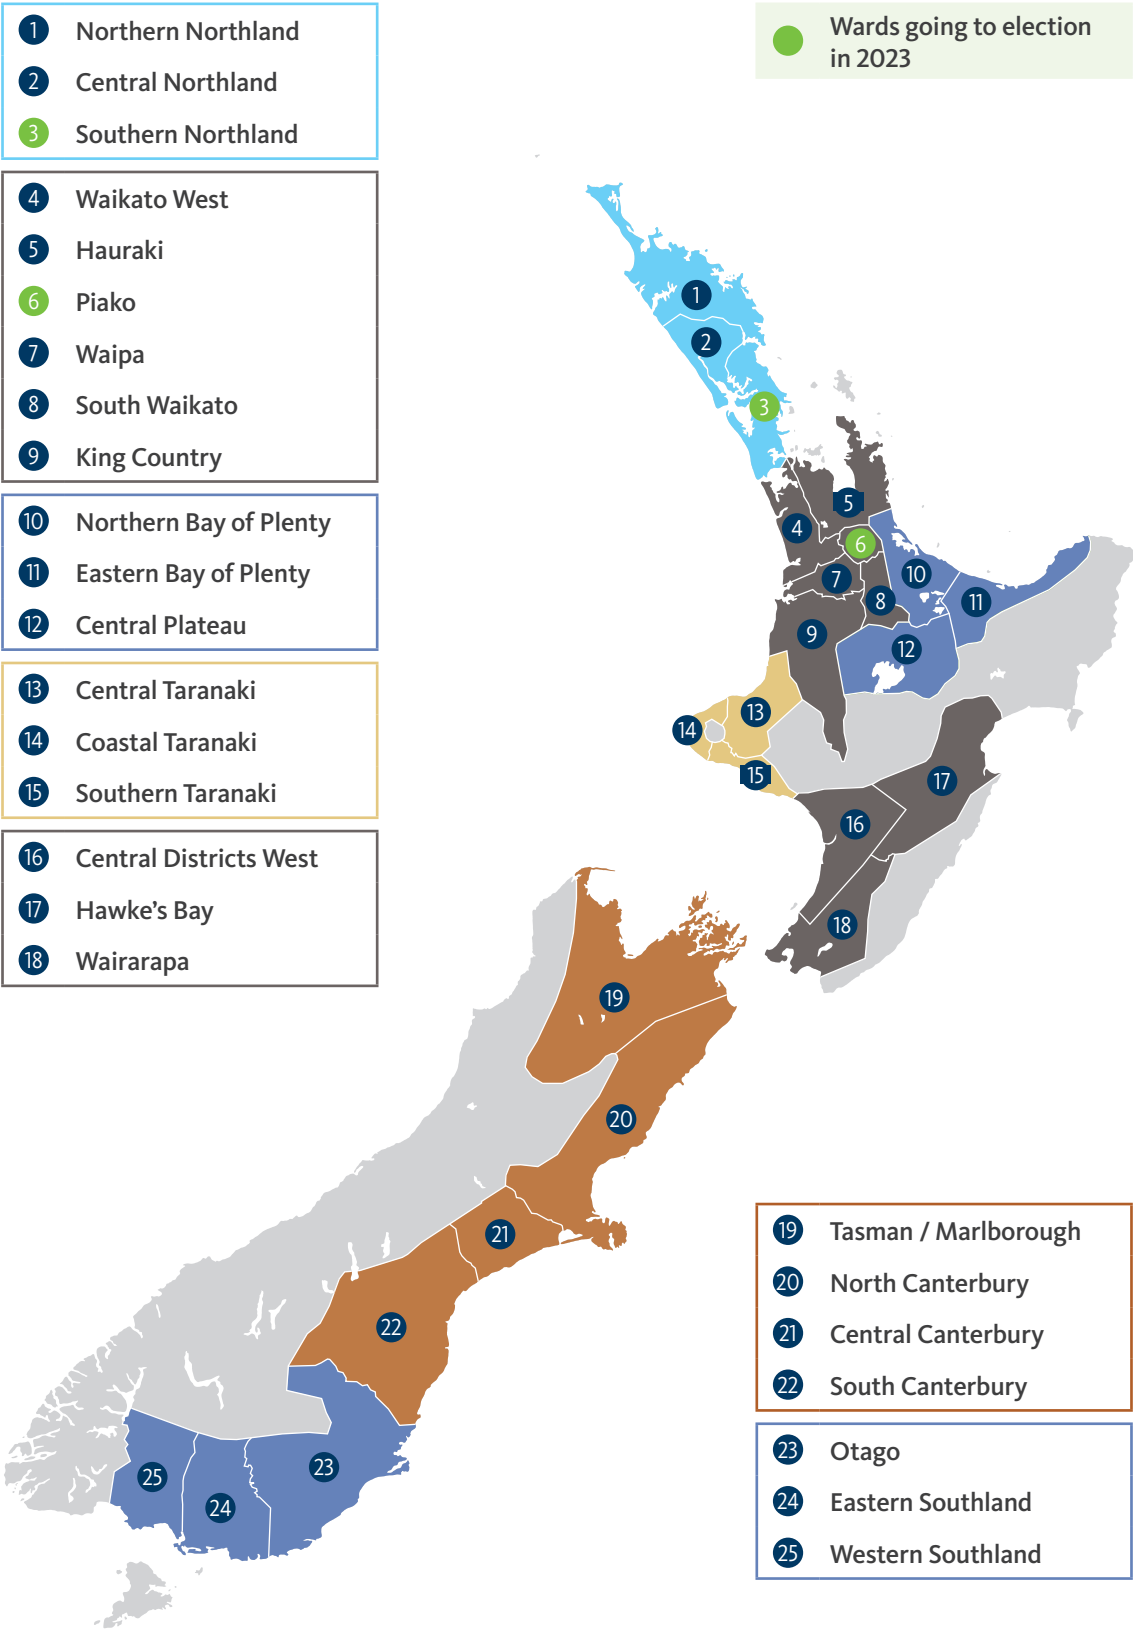 1 Northern Northland
2 Central Northland
3 Southern Northland
4 Waikato West
5 Hauraki
6 Piako
7 Waipa
8 South Waikato
9 King Country
10 Northern Bay of Plenty
11 Eastern Bay of Plenty
12 Central Plateau
13 Central Taranaki
14 Coastal Taranaki
15 Southern Taranaki
16 Central Districts West
17 Hawke's Bay
18 Wairarapa
Wards going to election
in 2023
1
2
3
5
4
6
10
7
8
11
9
12
13
14
15
17
16
18
19
20
21
22
23
25
24
19 Tasman / Marlborough
20 North Canterbury
21 Central Canterbury
22 South Canterbury
23 Otago
24 Eastern Southland
25 Western Southland